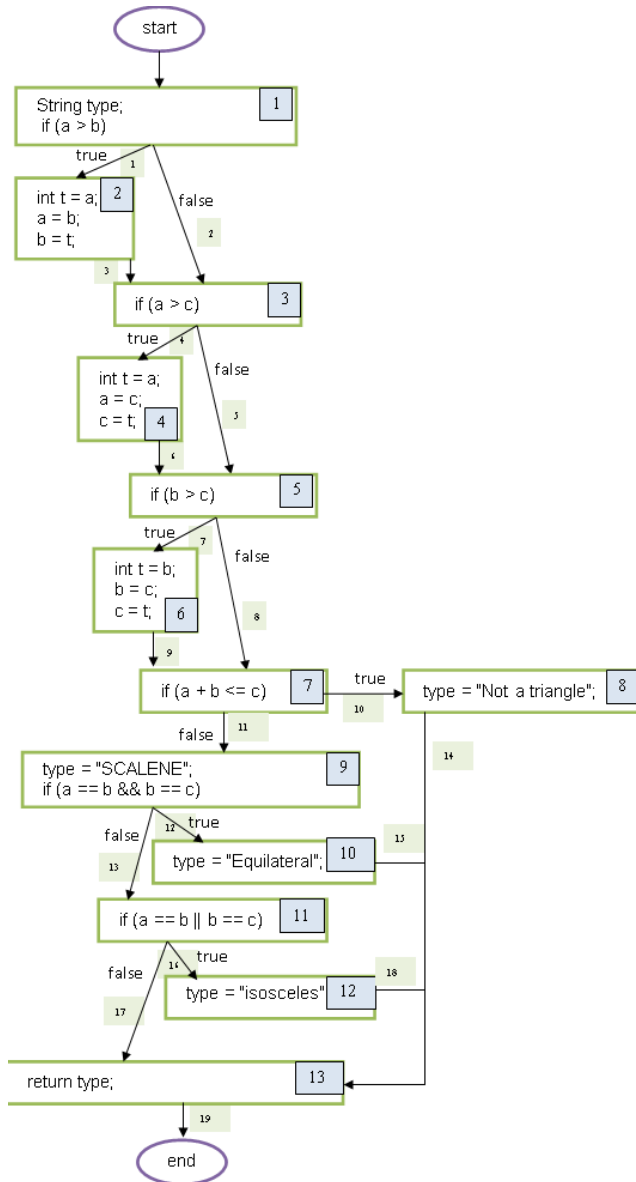 start
String type;
1
if (a > b)
true
1
int t = a;
2
a = b;
b = t;
false
2
3
if (a > c)
3
true
4
int t = a;
a = c;
c = t;
4
false
5
6
if (b > c)
5
true
7
int t = b;
b = c;
c = t;
6
false
8
9
if (a + b <= c)
7
true
10
type = "Not a triangle";
8
11
false
14
type = "SCALENE";
9
if (a == b && b == c)
12
true
false
13
15
type = "Equilateral";
10
if (a == b || b == c)
11
16
true
false
17
18
type = "isosceles"
12
return type;
13
19
end